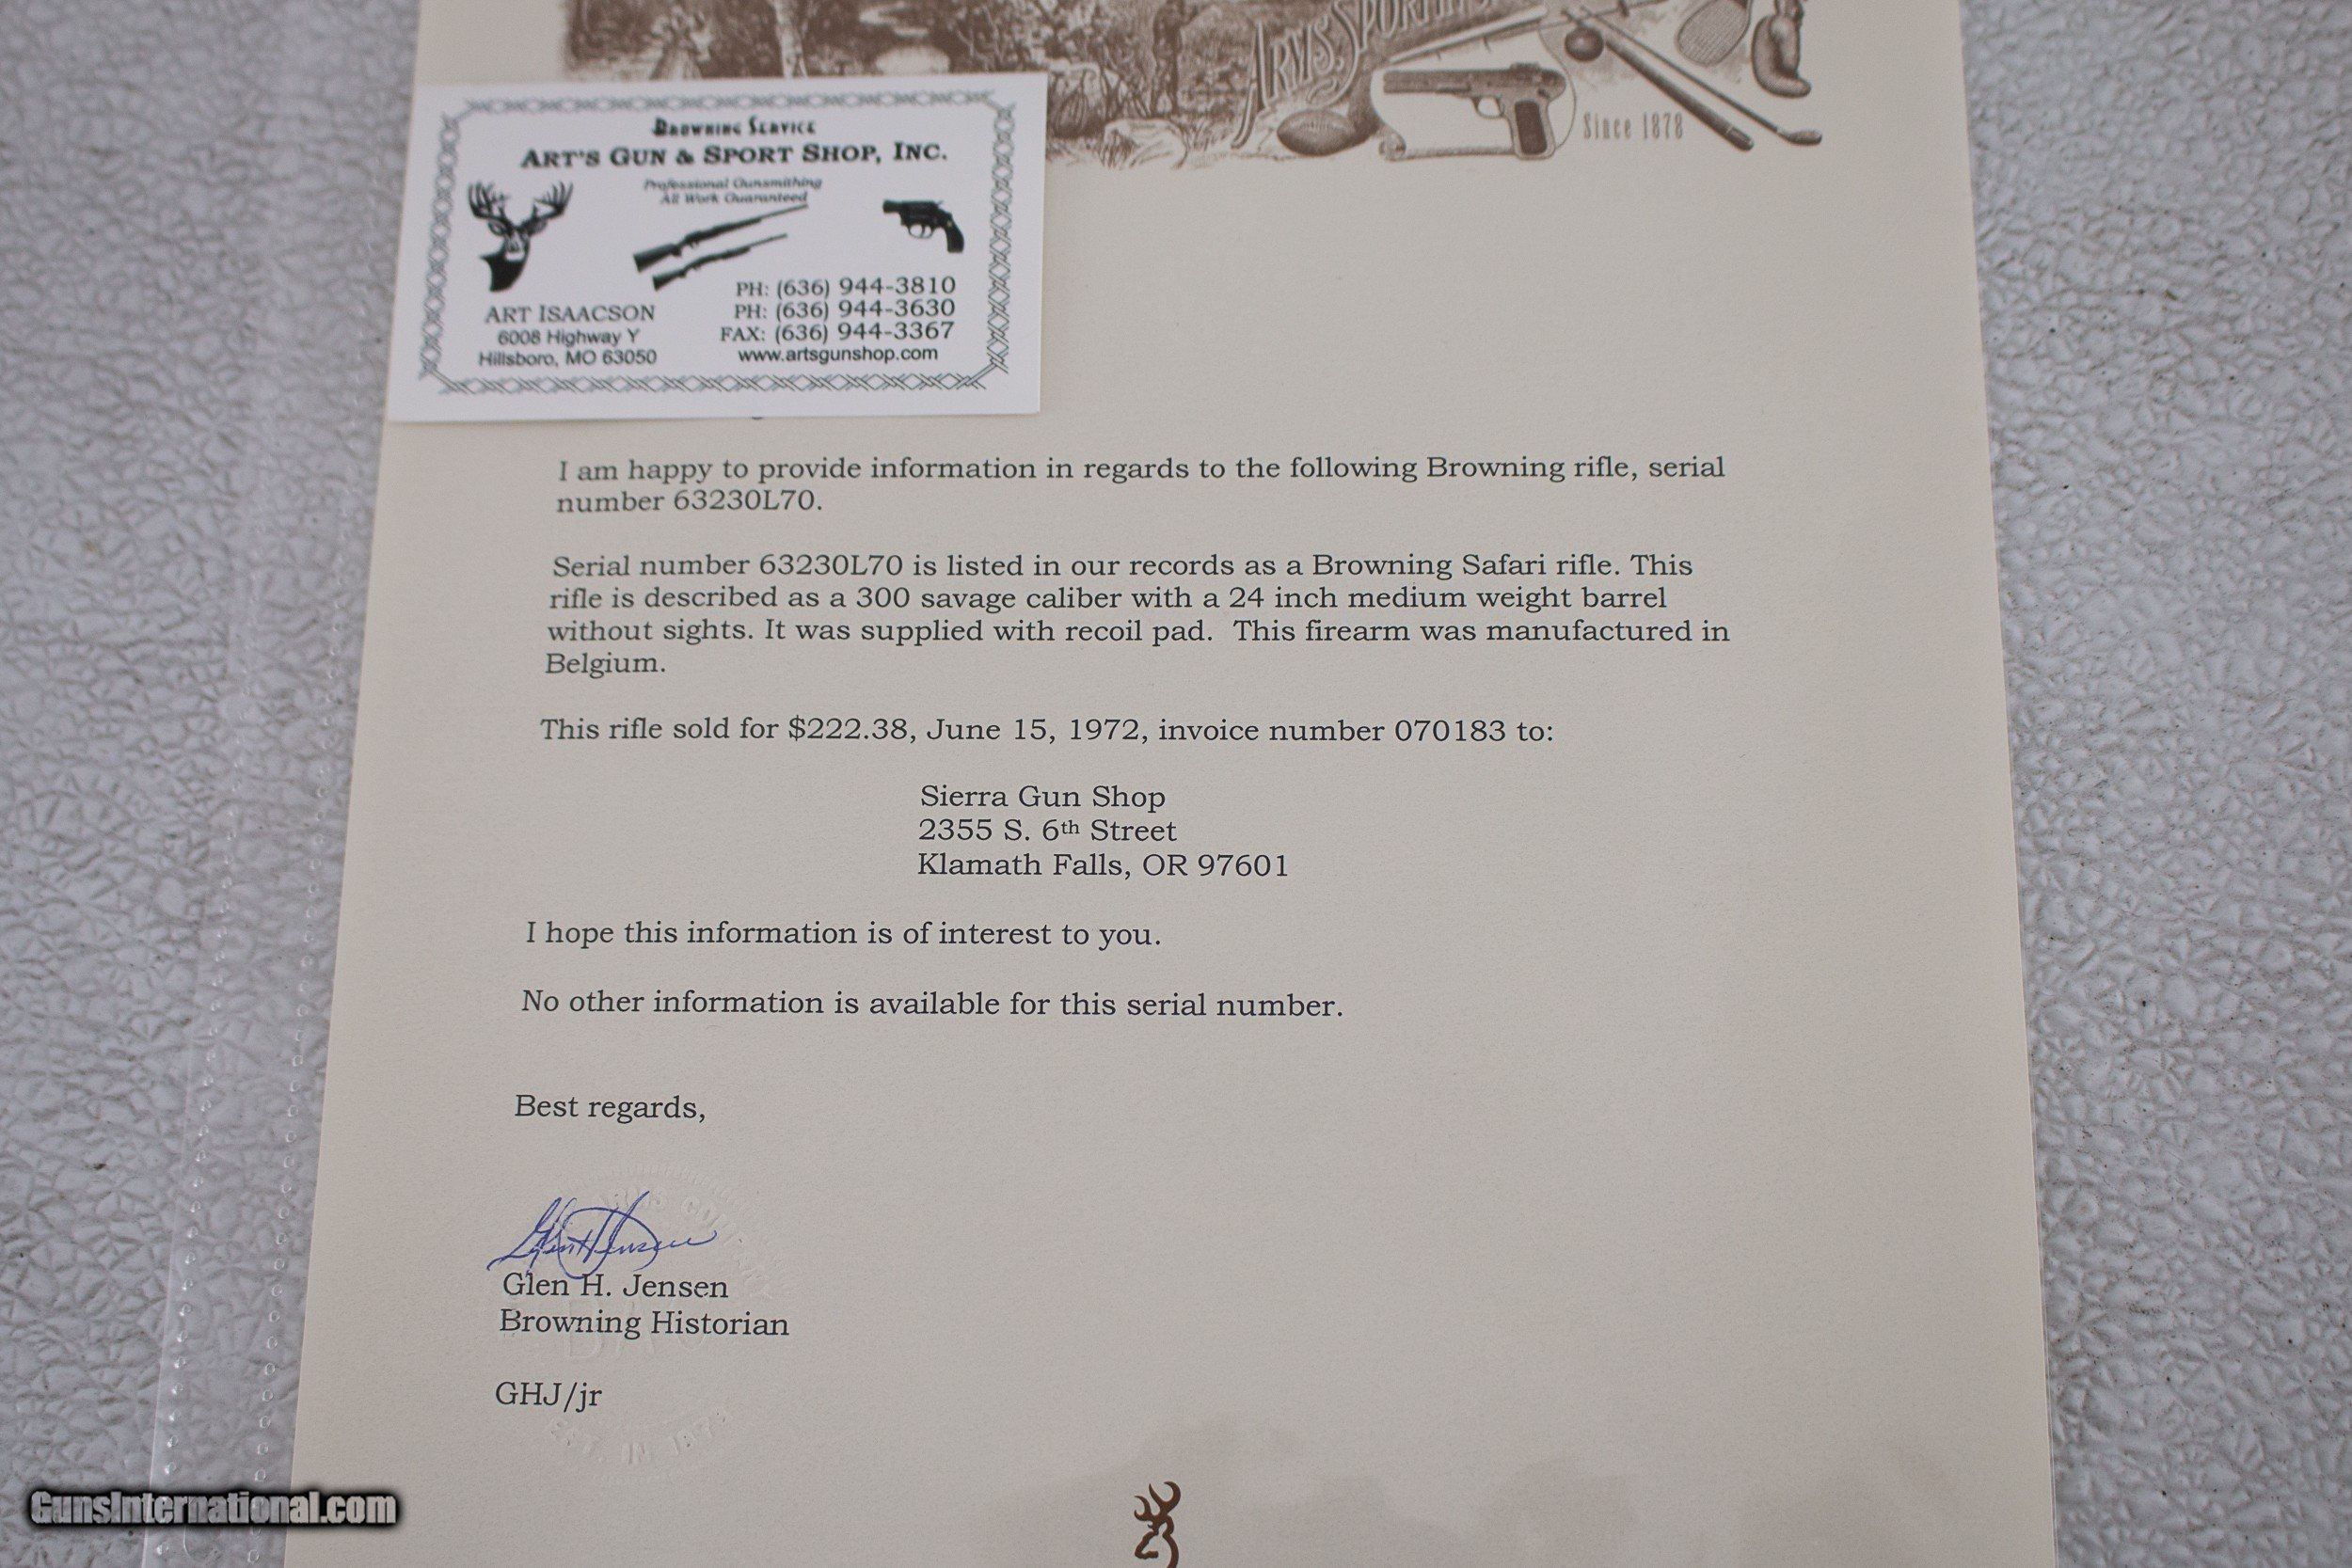 ARMS, SPORTING
Since 1878
BROWNING SERVICE
ART'S GUN & SPORT SHOP, INC.
Professional Gunsmithing
All Work Guaranteed
PH: (636) 944-3810
PH: (636) 944-3630
FAX: (636) 944-3367
www.artsgunshop.com
ART ISAACSON
6008 Highway Y
Hillsboro, MO 63050
I am happy to provide information in regards to the following Browning rifle, serial
number 63230L70.
Serial number 63230L70 is listed in our records as a Browning Safari rifle. This
rifle is described as a 300 savage caliber with a 24 inch medium weight barrel
without sights. It was supplied with recoil pad.  This firearm was manufactured in
Belgium.
This rifle sold for $222.38, June 15, 1972, invoice number 070183 to:
Sierra Gun Shop
2355 S. 6th Street
Klamath Falls, OR 97601
I hope this information is of interest to you.
No other information is available for this serial number.
Best regards,
Glen H. Jensen
Glen H. Jensen
Browning Historian
GHJ/jr
EST. IN 1878
GunsInternational.com